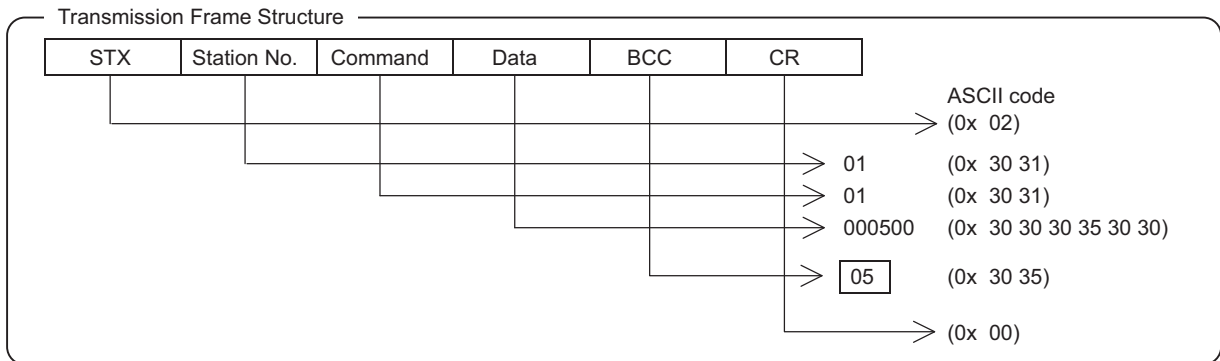 Transmission Frame Structure
STX Station No. Command Data BCC CR
ASCII code
(0x 02)
01 (0x 30 31)
01 (0x 30 31)
000500 (0x 30 30 30 35 30 30)
05 (0x 30 35)
(0x 00)